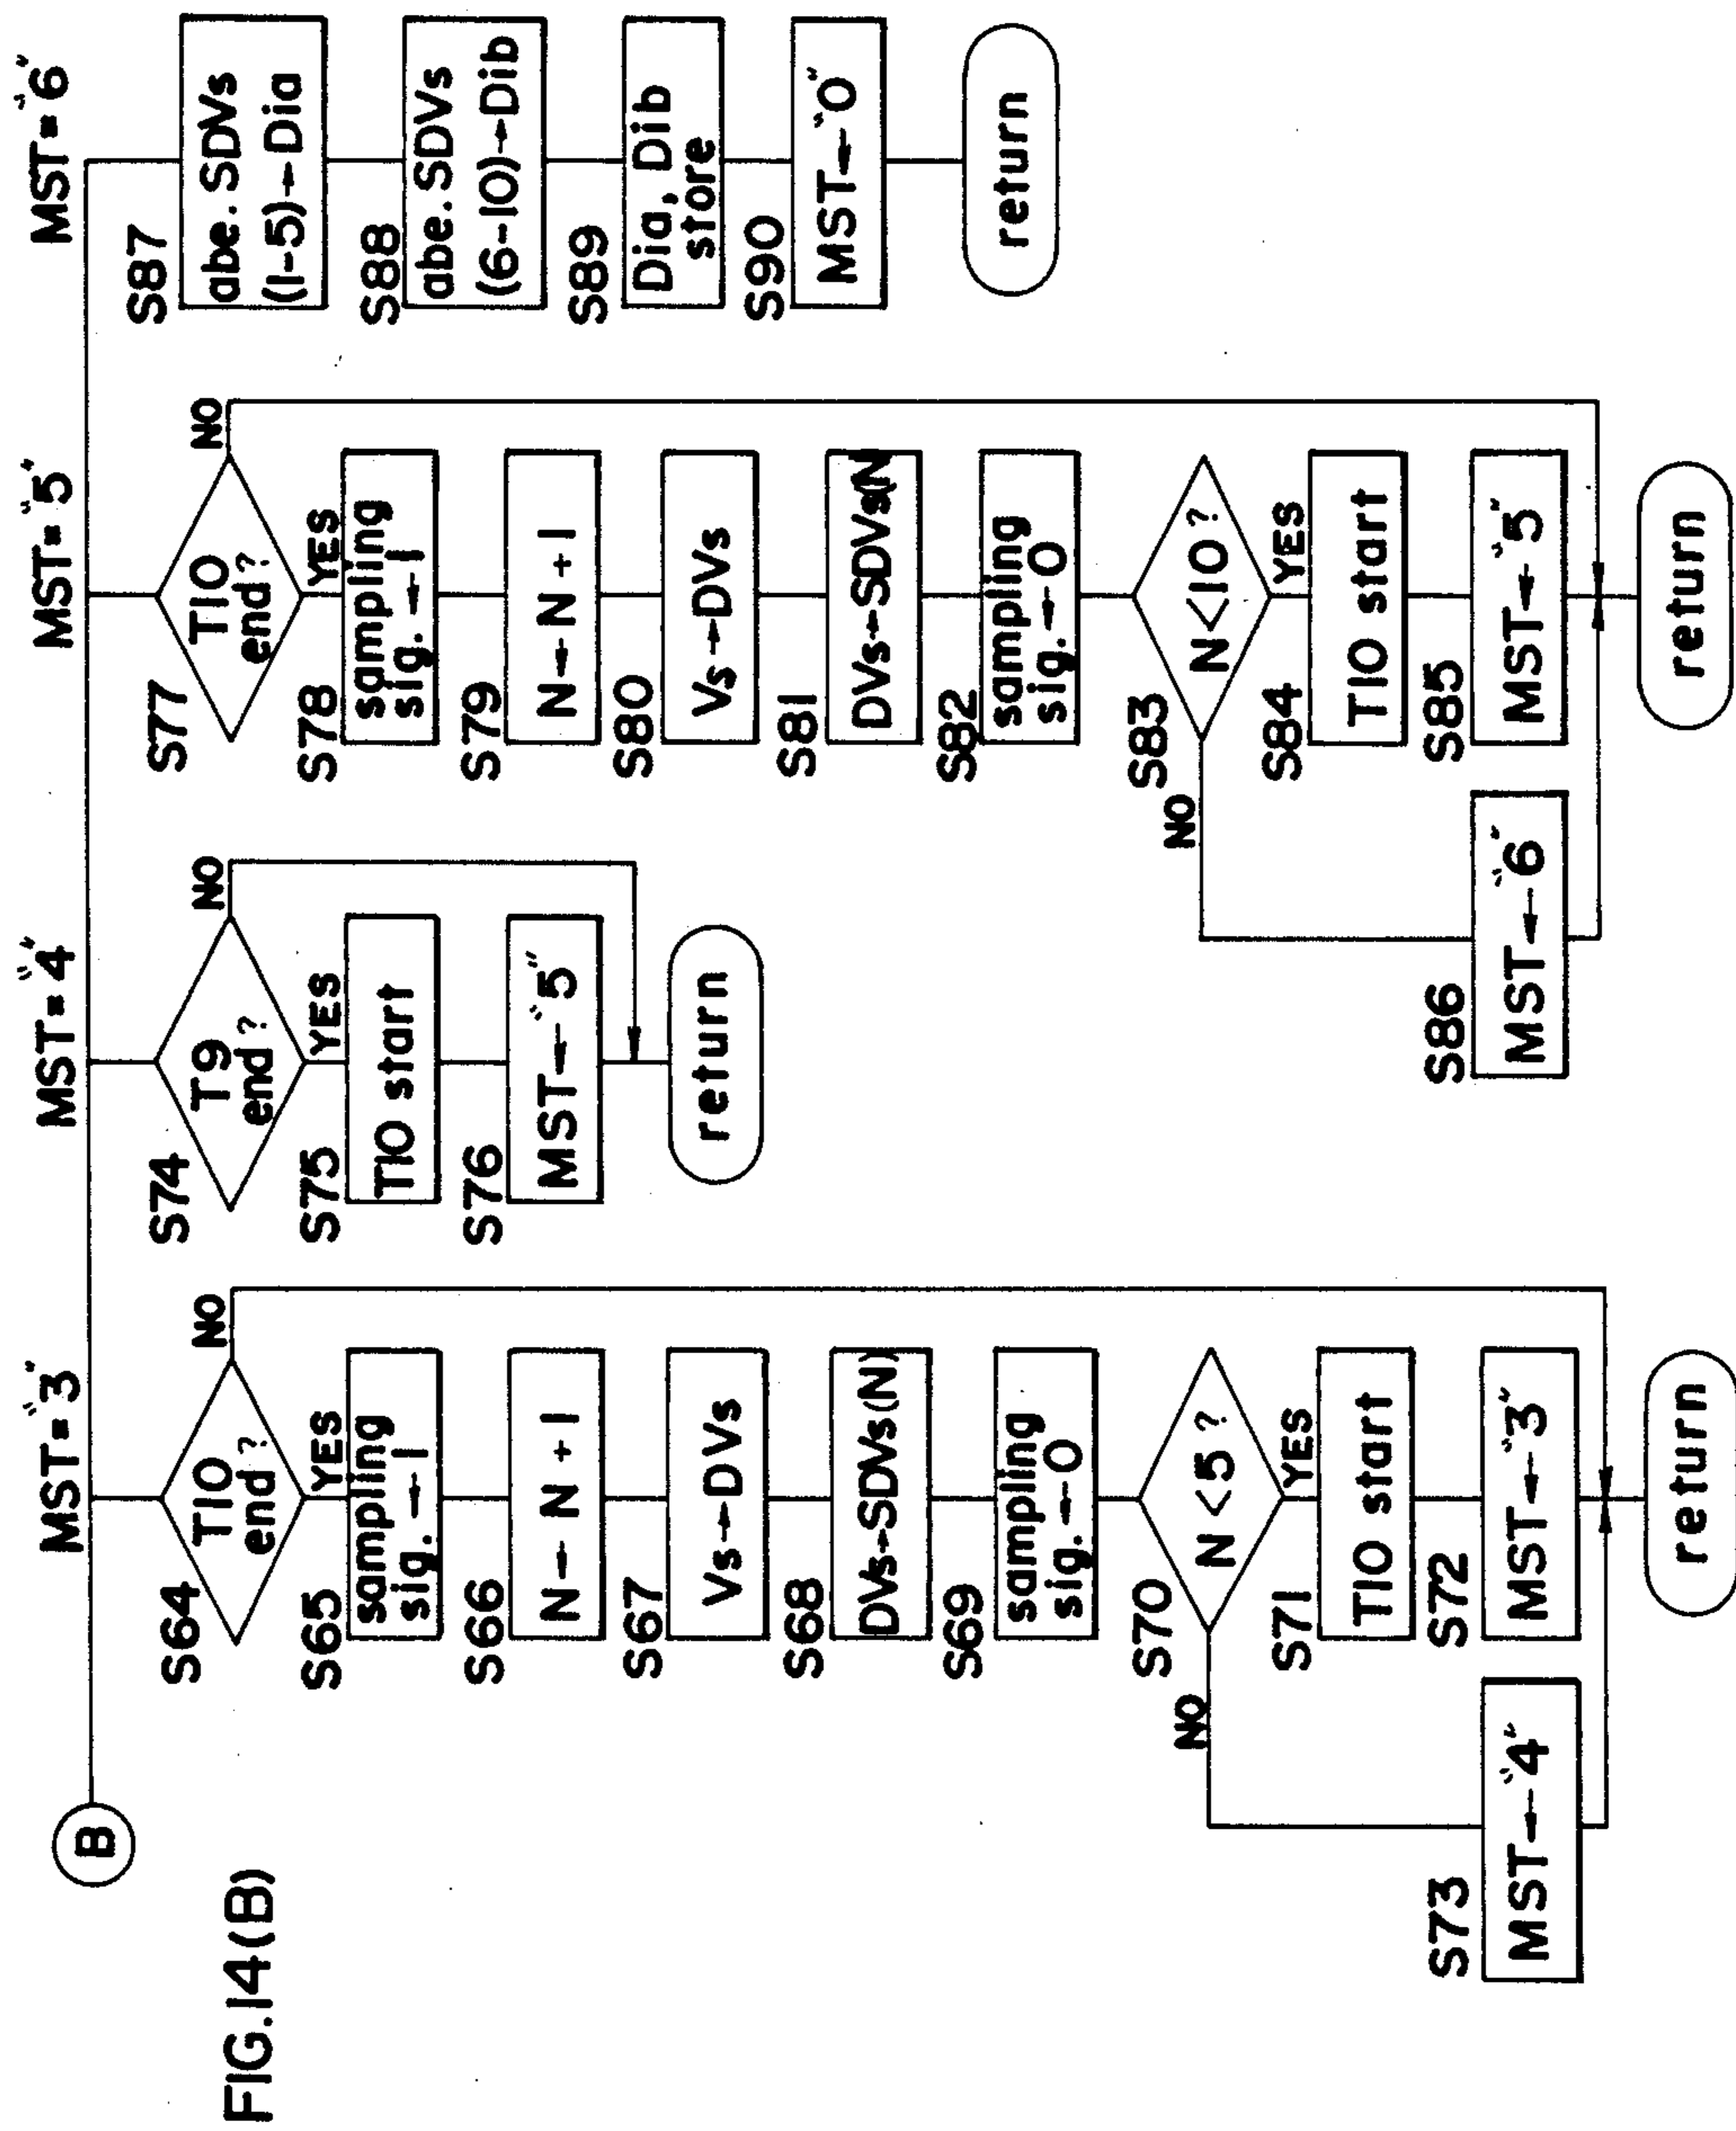 FIG.14(B)
B
MST="3"
S64
T10
end?
NO
YES
S65
sampling
sig.←1
S66
N←N+1
S67
Vs→DVs
S68
DVs→SDVs(N)
S69
sampling
sig.←0
S70
N<5?
NO
YES
S71
T10 start
S72
MST←"3"
S73
MST←"4"
return
MST="4"
S74
T9
end?
NO
YES
S75
T10 start
S76
MST←"5"
return
MST="5"
S77
T10
end?
NO
YES
S78
sampling
sig.←1
S79
N←N+1
S80
Vs→DVs
S81
DVs→SDVs(N
S82
sampling
sig.←0
S83
N<10?
NO
YES
S84
T10 start
S85
MST←"5"
S86
MST←"6"
return
MST="6"
S87
abe.SDVs
(1-5)→Dia
S88
abe.SDVs
(6-10)→Dib
S89
Dia, Dib
store
S90
MST←"0"
return